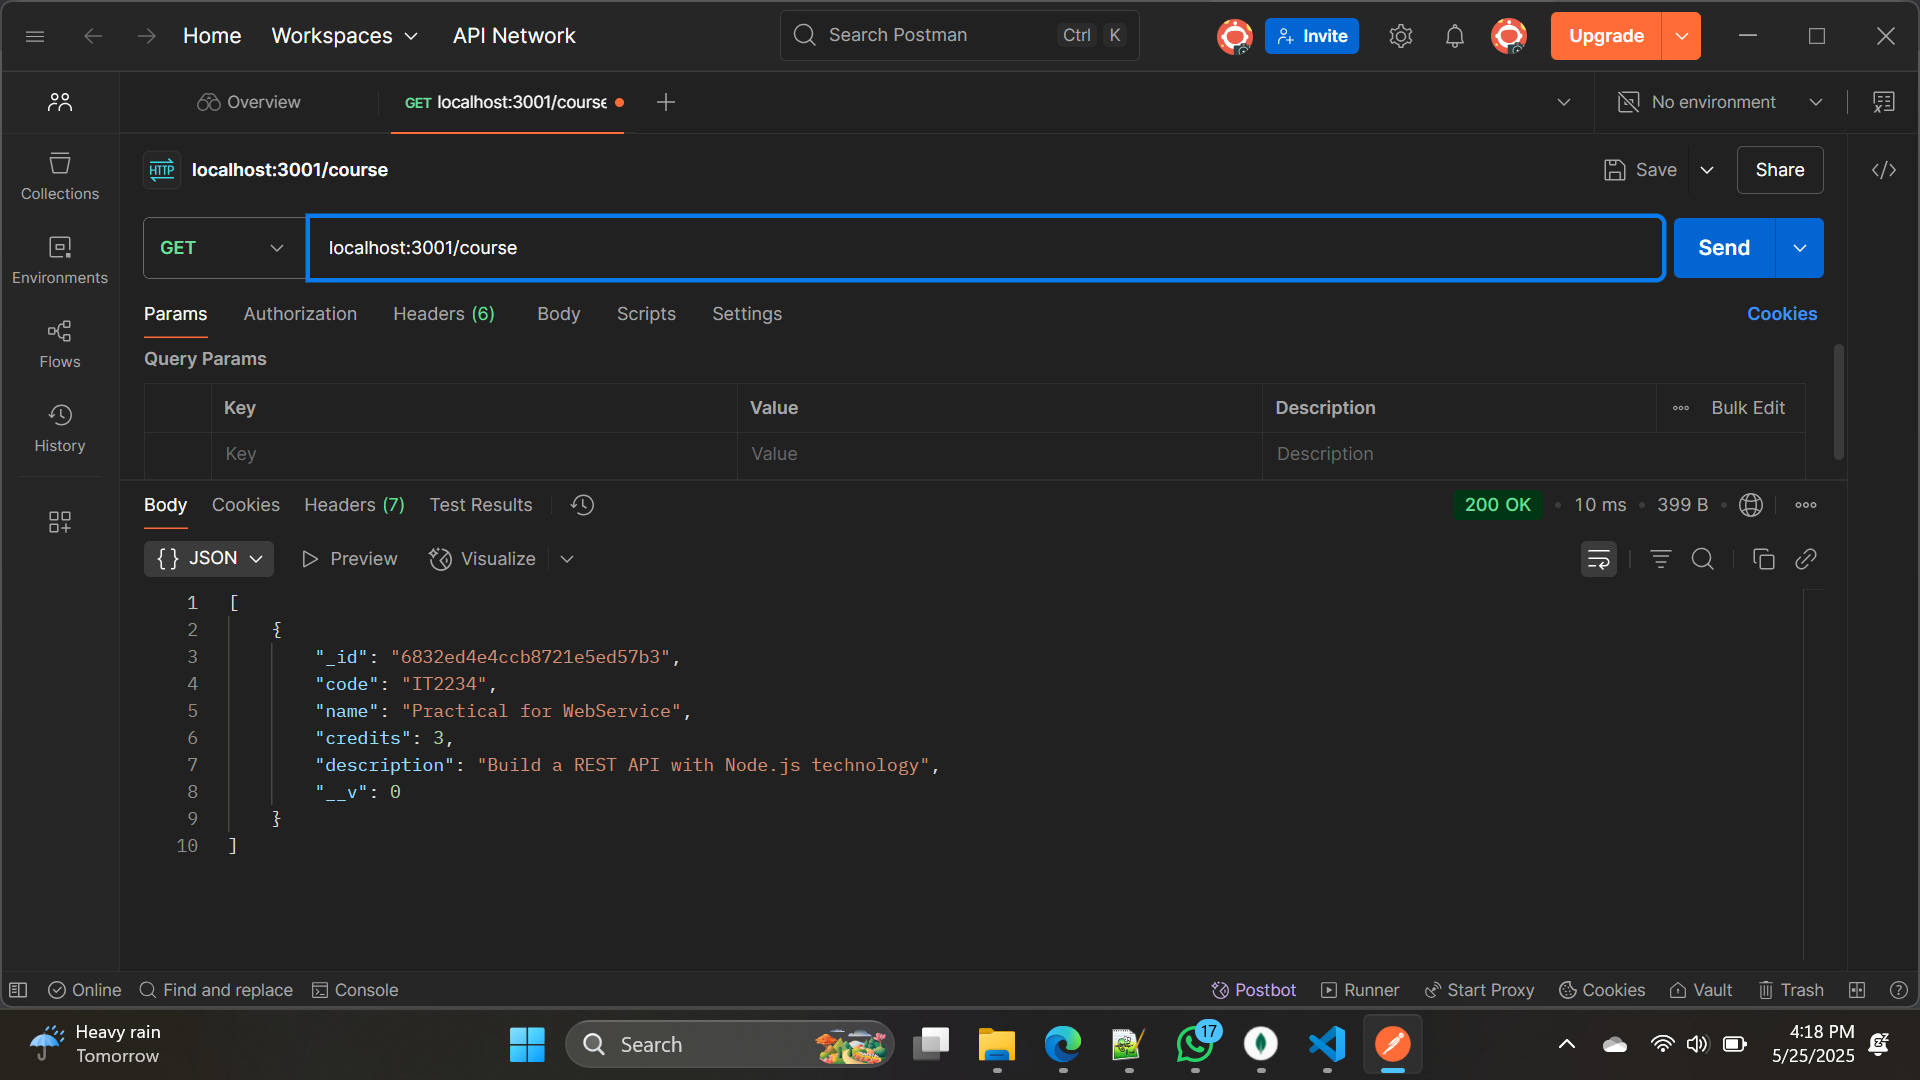 Home Workspaces API Network Search Postman Ctrl K Invite Upgrade
Overview GET localhost:3001/course No environment
HTTP localhost:3001/course Save Share
Collections
GET localhost:3001/course Send
Environments
Params Authorization Headers (6) Body Scripts Settings Cookies
Flows
Query Params
Key Value Description Bulk Edit
History
Key Value Description
Body Cookies Headers (7) Test Results 200 OK 10 ms 399 B
{} JSON Preview Visualize
1 [
2 {
3 "_id": "6832ed4e4ccb8721e5ed57b3",
4 "code": "IT2234",
5 "name": "Practical for WebService",
6 "credits": 3,
7 "description": "Build a REST API with Node.js technology",
8 "__v": 0
9 }
10 ]
Online Find and replace Console Postbot Runner Start Proxy Cookies Vault Trash
Heavy rain
Tomorrow
Search
17
4:18 PM
5/25/2025